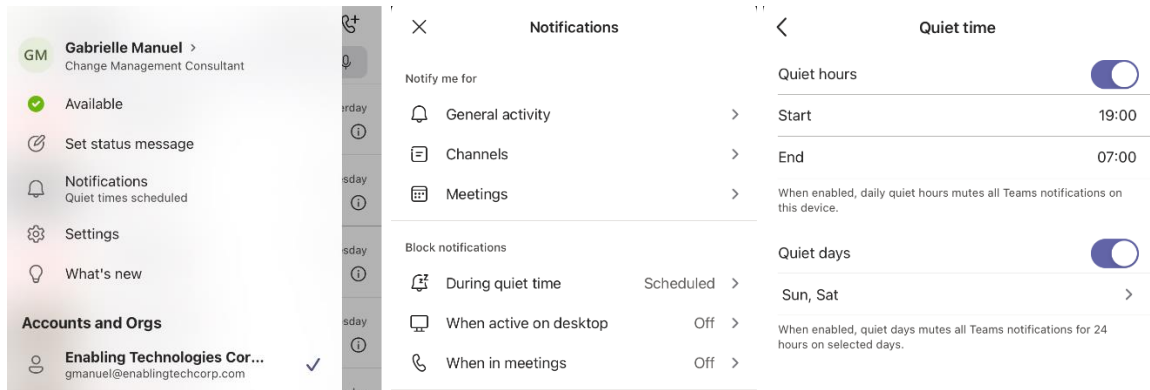 GM
Gabrielle Manuel >
Change Management Consultant
Available
Set status message
Notifications
Quiet times scheduled
Settings
What's new
Accounts and Orgs
Enabling Technologies Cor...
gmanuel@enablingtechcorp.com
Notifications
Notify me for
General activity
Channels
Meetings
Block notifications
During quiet time Scheduled
When active on desktop Off
When in meetings Off
Quiet time
Quiet hours
Start 19:00
End 07:00
When enabled, daily quiet hours mutes all Teams notifications on
this device.
Quiet days
Sun, Sat
When enabled, quiet days mutes all Teams notifications for 24
hours on selected days.